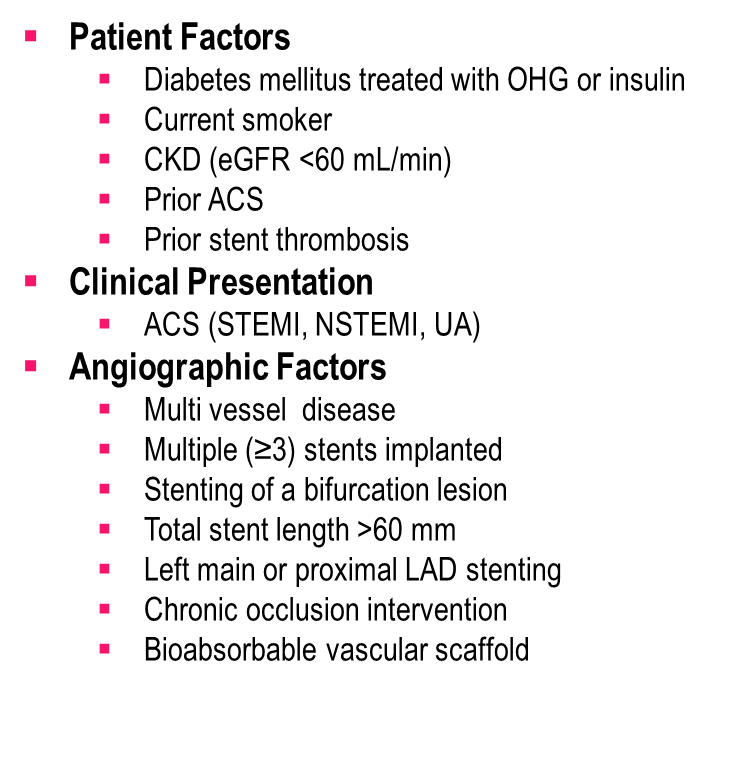 ▪ Patient Factors
▪ Diabetes mellitus treated with OHG or insulin
▪ Current smoker
▪ CKD (eGFR <60 mL/min)
▪ Prior ACS
▪ Prior stent thrombosis
▪ Clinical Presentation
▪ ACS (STEMI, NSTEMI, UA)
▪ Angiographic Factors
▪ Multi vessel  disease
▪ Multiple (≥3) stents implanted
▪ Stenting of a bifurcation lesion
▪ Total stent length >60 mm
▪ Left main or proximal LAD stenting
▪ Chronic occlusion intervention
▪ Bioabsorbable vascular scaffold